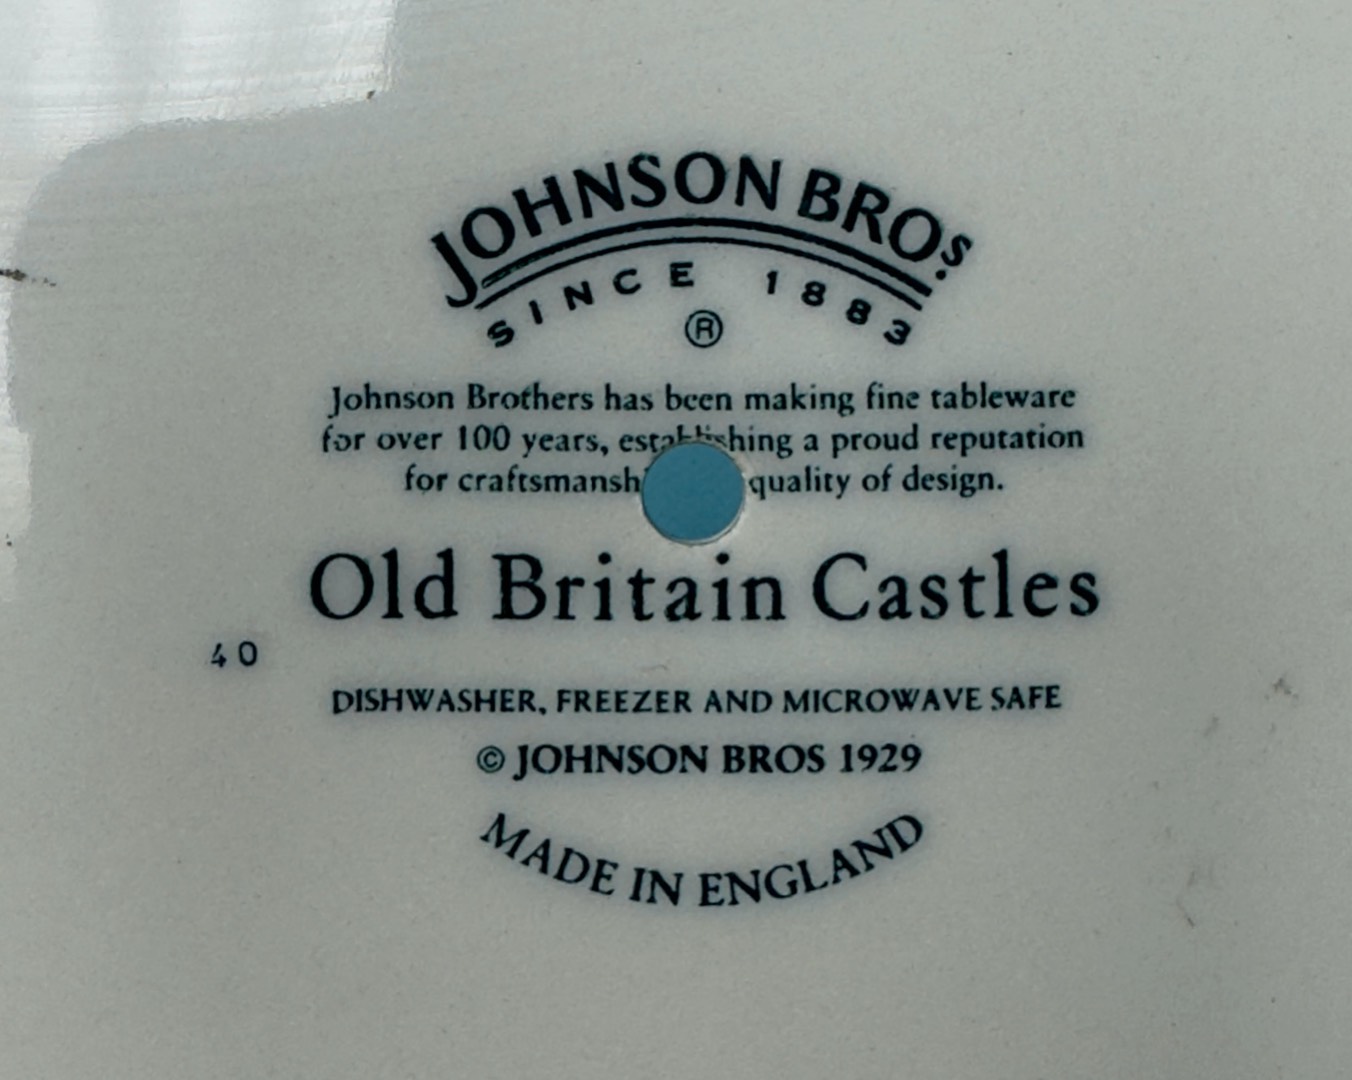 JOHNSON BROS.
SINCE 1883
®
Johnson Brothers has been making fine tableware
for over 100 years, establishing a proud reputation
for craftsmansh quality of design.
Old Britain Castles
40
DISHWASHER, FREEZER AND MICROWAVE SAFE
© JOHNSON BROS 1929
MADE IN ENGLAND